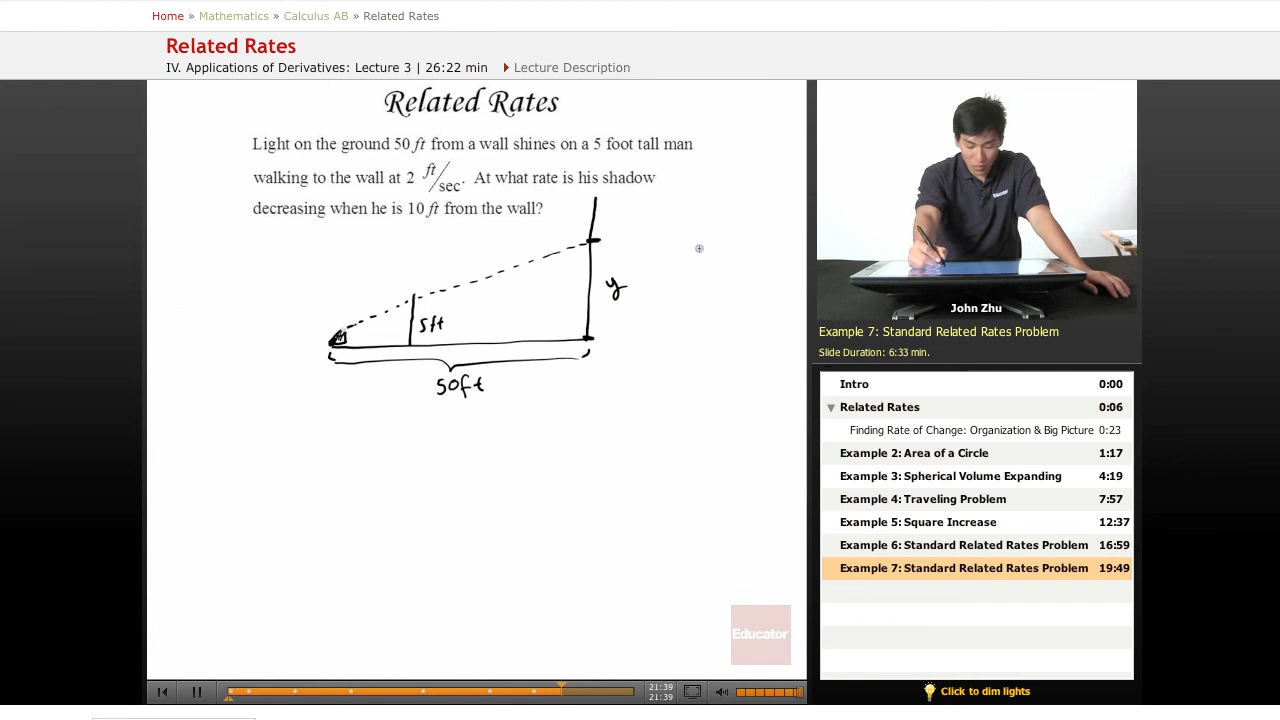 Home » Mathematics » Calculus AB » Related Rates
Related Rates
IV. Applications of Derivatives: Lecture 3 | 26:22 min Lecture Description
Related Rates
Light on the ground 50 ft from a wall shines on a 5 foot tall man
walking to the wall at 2 ft/sec. At what rate is his shadow
decreasing when he is 10 ft from the wall?
y
5ft
50ft
Educator
21:39
21:39
Educator
John Zhu
Example 7: Standard Related Rates Problem
Slide Duration: 6:33 min.
Intro 0:00
Related Rates 0:06
Finding Rate of Change: Organization & Big Picture 0:23
Example 2: Area of a Circle 1:17
Example 3: Spherical Volume Expanding 4:19
Example 4: Traveling Problem 7:57
Example 5: Square Increase 12:37
Example 6: Standard Related Rates Problem 16:59
Example 7: Standard Related Rates Problem 19:49
Click to dim lights